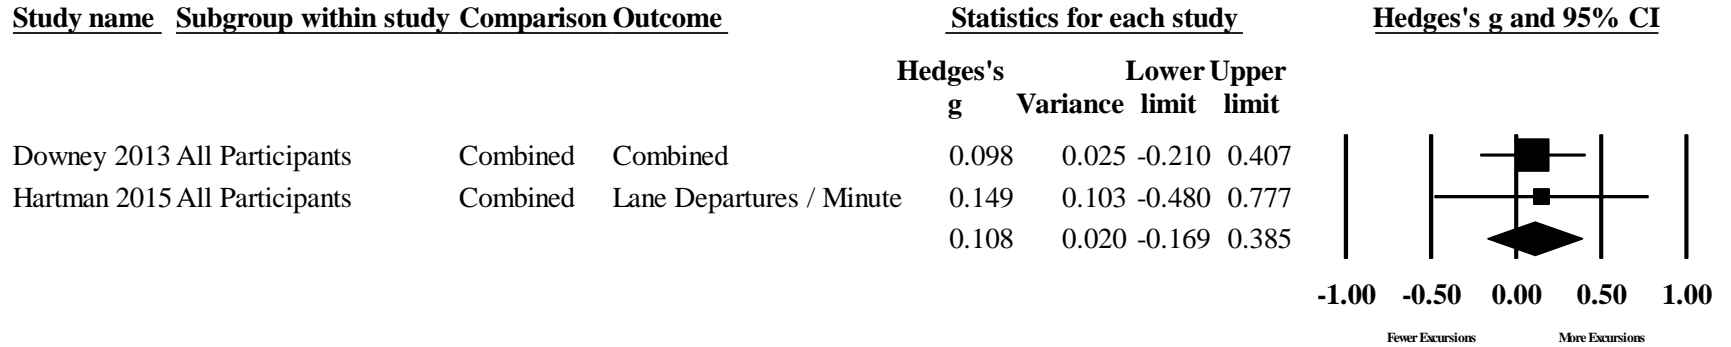 Study name Subgroup within study Comparison Outcome Statistics for each study Hedges's g and 95% CI
Hedges's Lower Upper
g Variance limit limit
Downey 2013 All Participants Combined Combined 0.098 0.025 -0.210 0.407
Hartman 2015 All Participants Combined Lane Departures / Minute 0.149 0.103 -0.480 0.777
0.108 0.020 -0.169 0.385
-1.00 -0.50 0.00 0.50 1.00
Fewer Excursions More Excursions